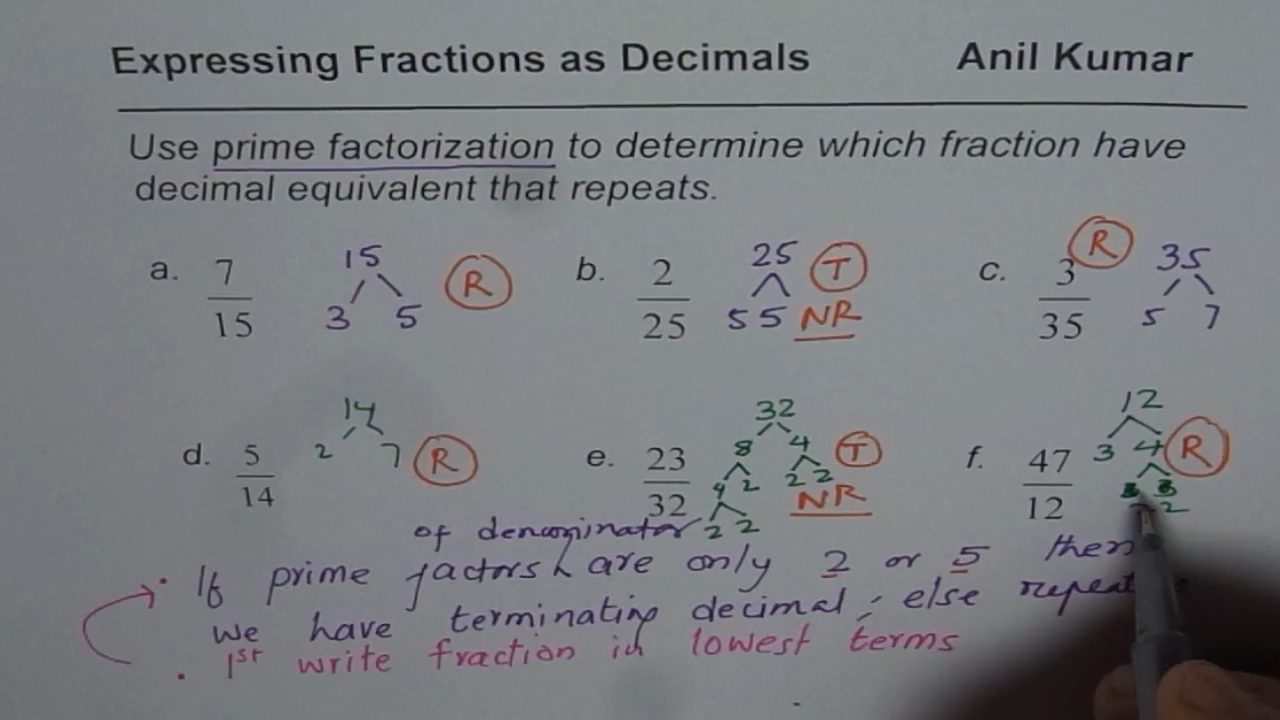 Expressing Fractions as Decimals Anil Kumar
Use prime factorization to determine which fraction have
decimal equivalent that repeats.
a. 7/15 15 3 5 R
b. 2/25 25 5 5 T NR
c. 3/35 R 35 5 7
d. 5/14 14 2 7 R
e. 23/32 32 8 4 4 2 2 2 2 2 T NR
f. 47/12 12 3 4 2 R
of denominator
· If prime factors are only 2 or 5 then
we have terminating decimal; else
· 1st write fraction in lowest terms